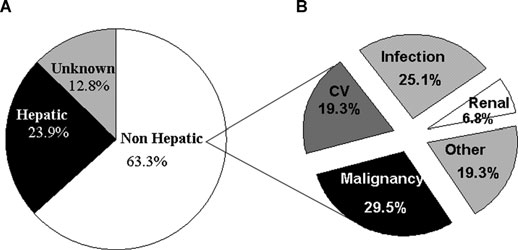 A
B
Unknown
12.8%
Hepatic
23.9%
Non Hepatic
63.3%
Infection
25.1%
CV
19.3%
Renal
6.8%
Other
19.3%
Malignancy
29.5%